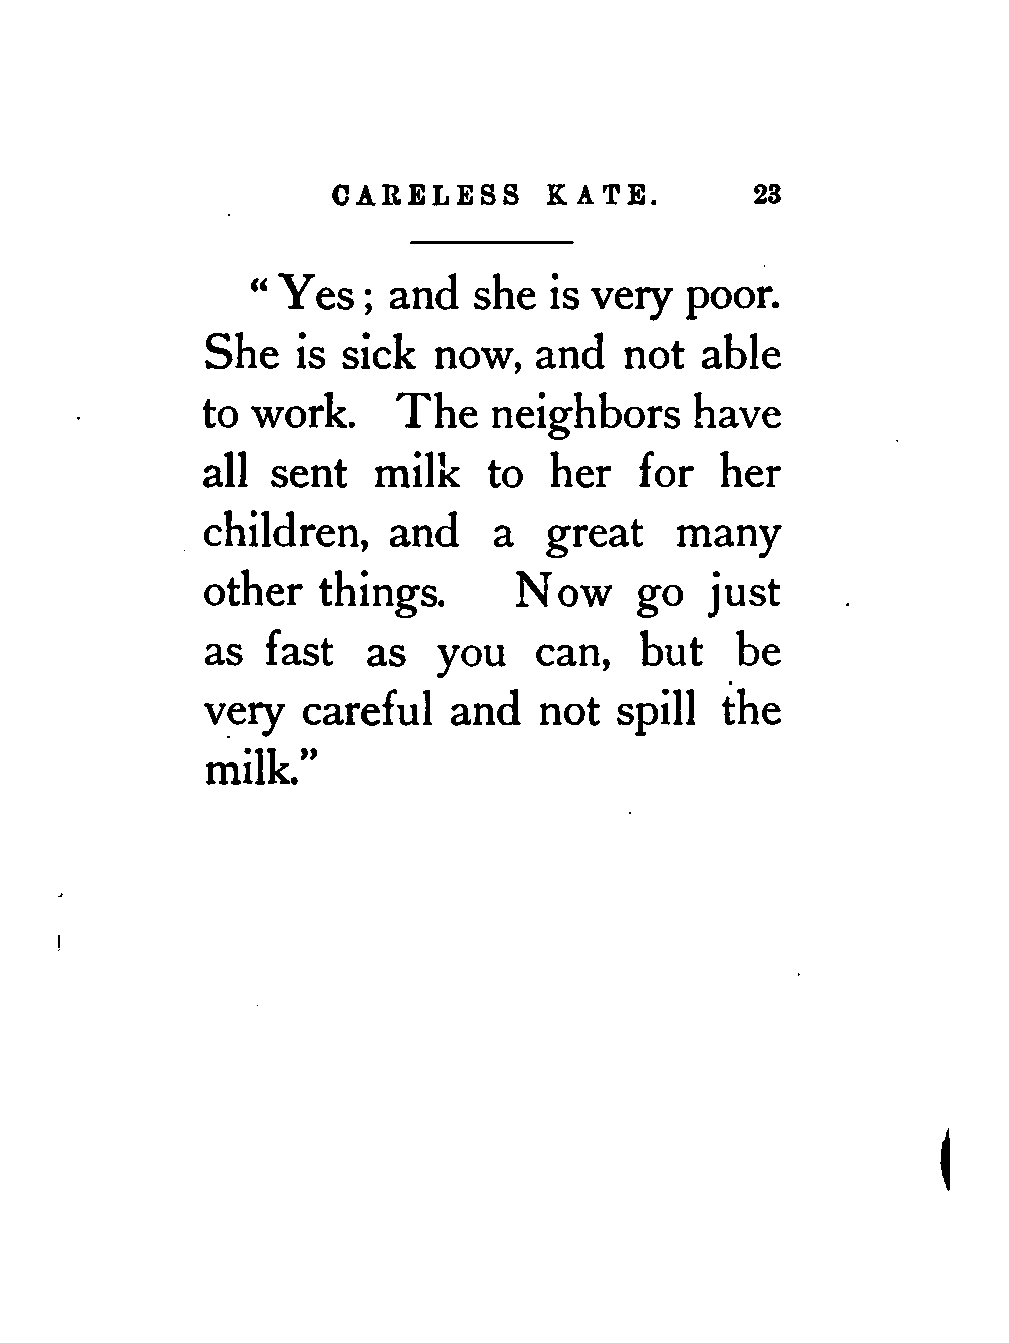 CARELESS KATE. 23
“ Yes ; and she is very poor.
She is sick now, and not able
to work. The neighbors have
all sent milk to her for her
children, and a great many
other things. Now go just
as fast as you can, but be
very careful and not spill the
milk.”